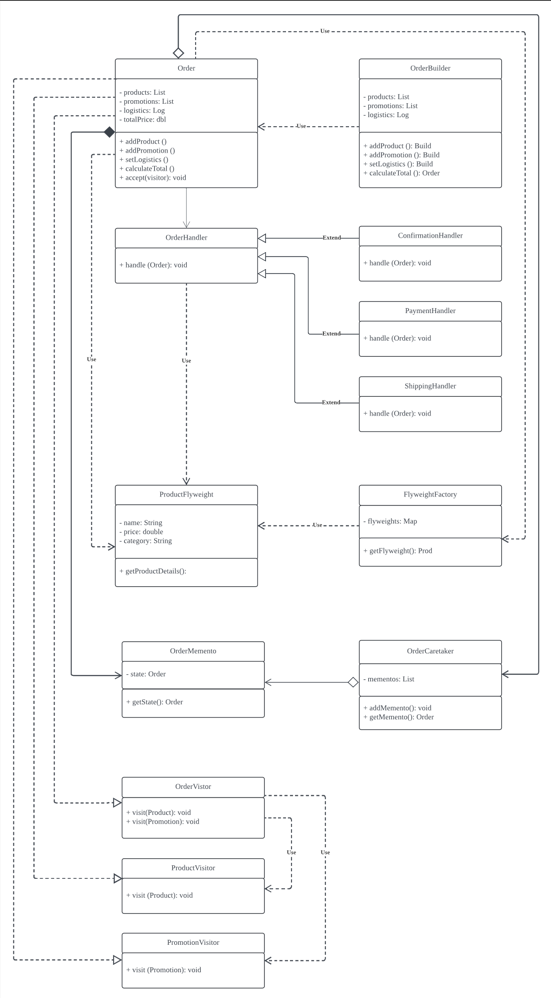 Use
Order
- products: List
- promotions: List
- logistics: Log
- totalPrice: dbl
+ addProduct ()
+ addPromotion ()
+ setLogistics ()
+ calculateTotal ()
+ accept(visitor): void
OrderBuilder
- products: List
- promotions: List
- logistics: Log
+ addProduct (): Build
+ addPromotion (): Build
+ setLogistics (): Build
+ calculateTotal (): Order
OrderHandler
+ handle (Order): void
Extend
ConfirmationHandler
+ handle (Order): void
PaymentHandler
+ handle (Order): void
Extend
ShippingHandler
+ handle (Order): void
Extend
Use
Use
ProductFlyweight
- name: String
- price: double
- category: String
+ getProductDetails():
Use
FlyweightFactory
- flyweights: Map
+ getFlyweight(): Prod
OrderMemento
- state: Order
+ getState(): Order
OrderCaretaker
- mementos: List
+ addMemento(): void
+ getMemento(): Order
OrderVistor
+ visit(Product): void
+ visit(Promotion): void
Use
Use
ProductVisitor
+ visit (Product): void
PromotionVisitor
+ visit (Promotion): void